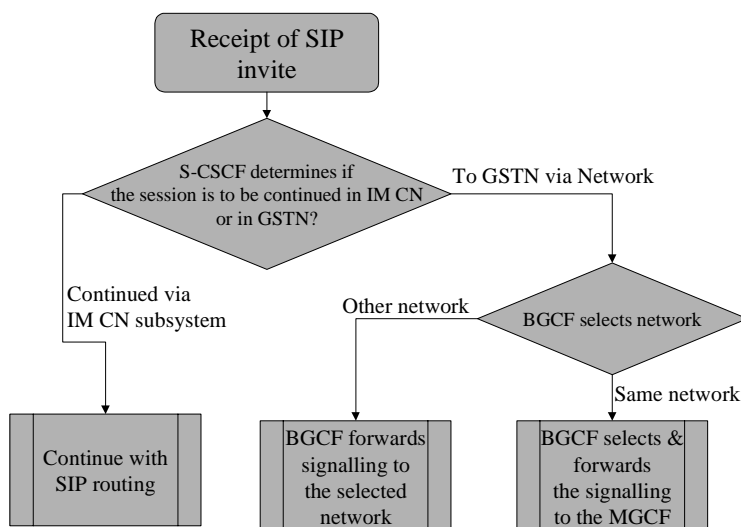 Receipt of SIP
invite
S-CSCF determines if
the session is to be continued in IM CN
or in GSTN?
To GSTN via Network
Continued via
IM CN subsystem
Other network
BGCF selects network
Same network
Continue with
SIP routing
BGCF forwards
signalling to
the selected
network
BGCF selects &
forwards
the signalling
to the MGCF